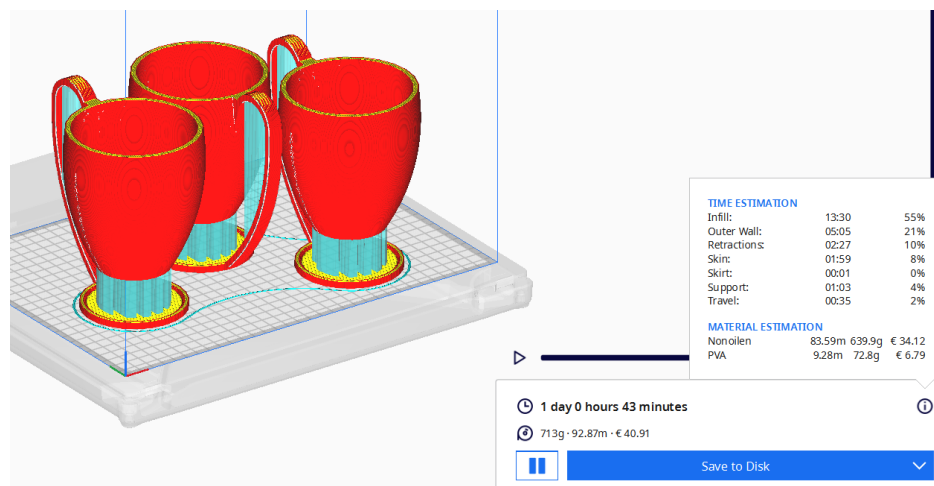 TIME ESTIMATION
Infill: 13:30 55%
Outer Wall: 05:05 21%
Retractions: 02:27 10%
Skin: 01:59 8%
Skirt: 00:01 0%
Support: 01:03 4%
Travel: 00:35 2%
MATERIAL ESTIMATION
Nonoilen 83.59m 639.9g € 34.12
PVA 9.28m 72.8g € 6.79
1 day 0 hours 43 minutes
713g · 92.87m · € 40.91
Save to Disk